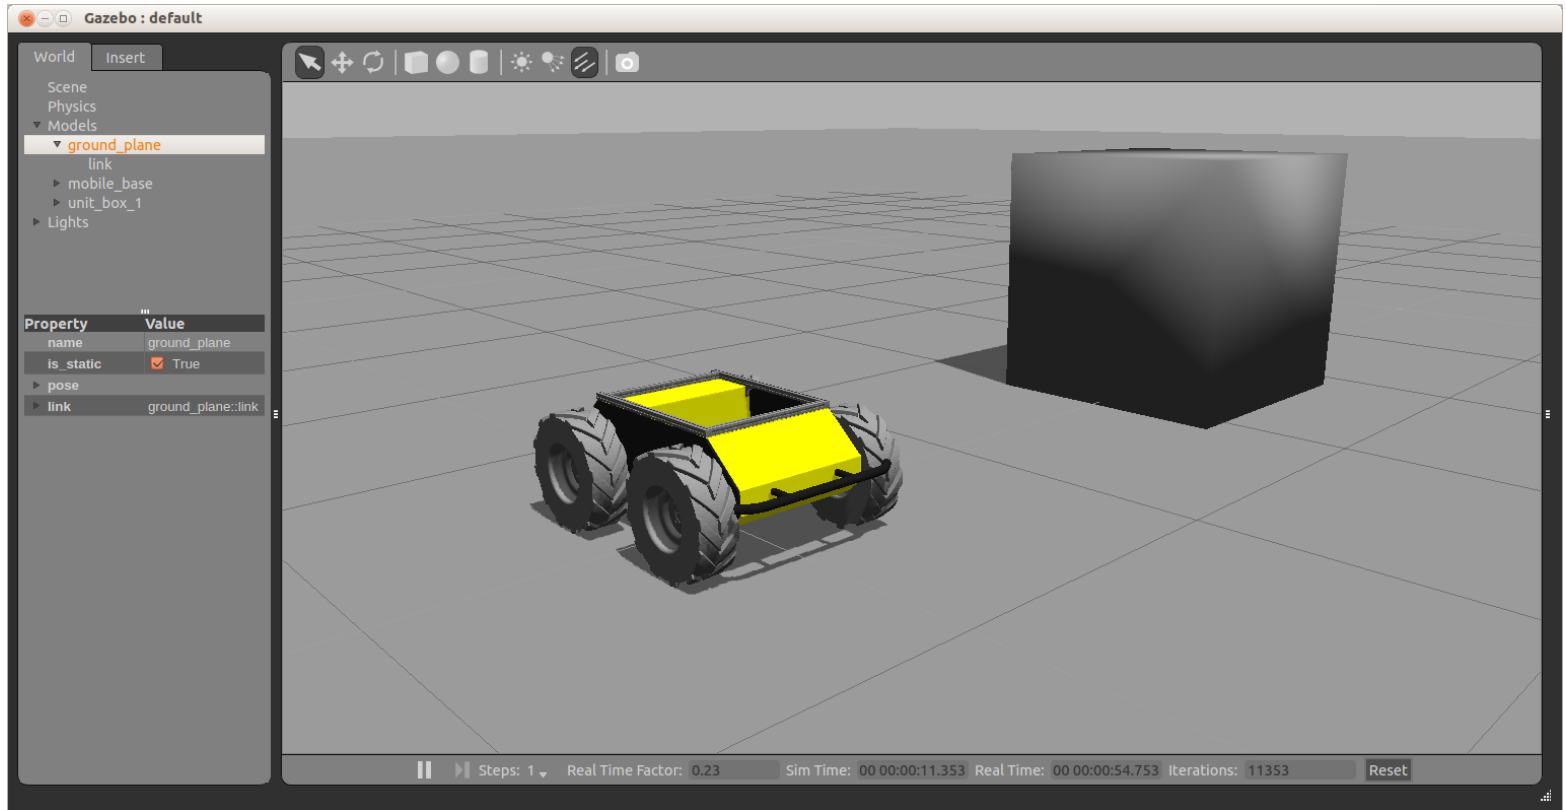 Gazebo : default
World Insert
Scene
Physics
Models
ground_plane
link
mobile_base
unit_box_1
Lights
Property Value
name ground_plane
is_static True
pose
link ground_plane::link
Steps: 1 Real Time Factor: 0.23 Sim Time: 00 00:00:11.353 Real Time: 00 00:00:54.753 Iterations: 11353 Reset